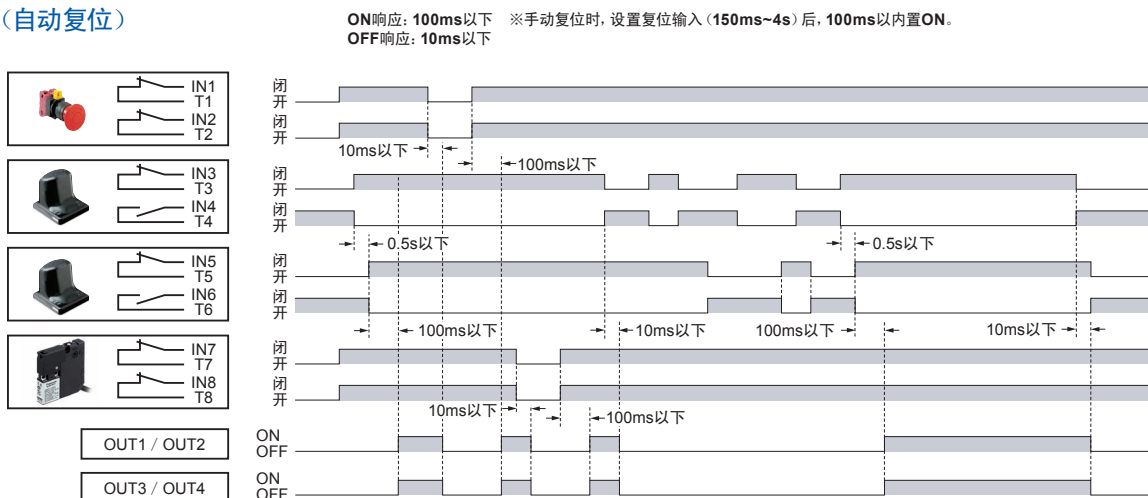 （自动复位）
ON响应: 100ms以下 ※手动复位时, 设置复位输入（150ms~4s）后, 100ms以内置ON。
OFF响应: 10ms以下
IN1
T1
IN2
T2
闭
开
闭
开
10ms以下
100ms以下
IN3
T3
IN4
T4
闭
开
闭
开
0.5s以下
0.5s以下
IN5
T5
IN6
T6
闭
开
闭
开
100ms以下
10ms以下
100ms以下
10ms以下
IN7
T7
IN8
T8
闭
开
闭
开
10ms以下
100ms以下
OUT1 / OUT2
ON
OFF
OUT3 / OUT4
ON
OFF